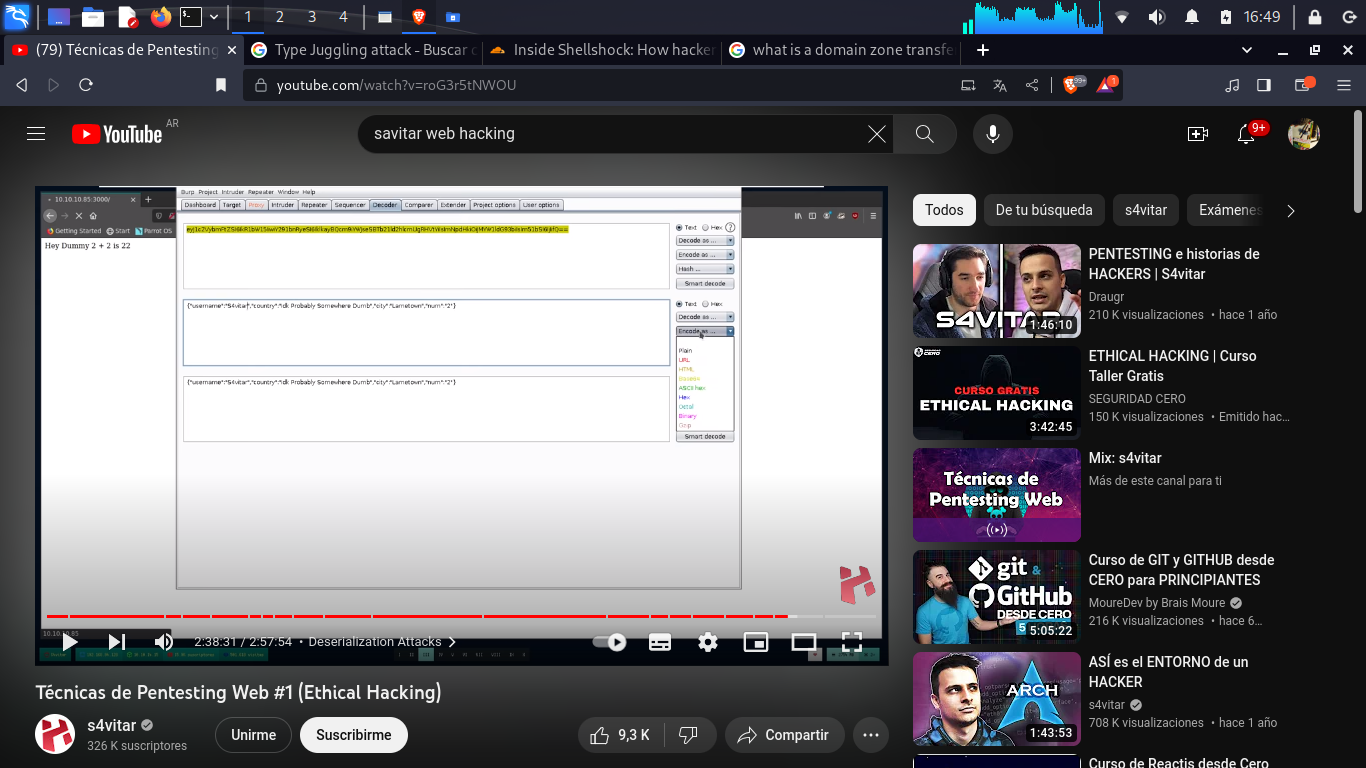 1 2 3 4
16:49
(79) Técnicas de Pentesting
Type Juggling attack - Buscar c
Inside Shellshock: How hacker
what is a domain zone transfe
youtube.com/watch?v=roG3r5tNWOU
99+
1
YouTube AR
savitar web hacking
9+
10.10.10.85:3000/
Getting Started Start Parrot OS
Hey Dummy 2 + 2 is 22
Burp Project Intruder Repeater Window Help
Dashboard Target Proxy Intruder Repeater Sequencer Decoder Comparer Extender Project options User options
Text Hex ?
Decode as ...
Encode as ...
Hash ...
Smart decode
{"username":"S4vitar","country":"Idk Probably Somewhere Dumb","city":"Lametown","num":"2"}
Text Hex
Decode as ...
Encode as ...
Plain
URL
HTML
Base64
ASCII hex
Hex
Octal
Binary
Gzip
{"username":"S4vitar","country":"Idk Probably Somewhere Dumb","city":"Lametown","num":"2"}
Smart decode
10.10.10.85
2:38:31 / 2:57:54 • Deserialization Attacks
Técnicas de Pentesting Web #1 (Ethical Hacking)
s4vitar
326 K suscriptores
Unirme
Suscribirme
9,3 K
Compartir
Todos
De tu búsqueda
s4vitar
Exámenes
S4VITAR
1:46:10
PENTESTING e historias de
HACKERS | S4vitar
Draugr
210 K visualizaciones • hace 1 año
SEGURIDAD CERO
CURSO GRATIS
ETHICAL HACKING
3:42:45
ETHICAL HACKING | Curso
Taller Gratis
SEGURIDAD CERO
150 K visualizaciones • Emitido hac…
Técnicas de
Pentesting Web
Mix: s4vitar
Más de este canal para ti
git &
GitHub
DESDE CERO
5:05:22
Curso de GIT y GITHUB desde
CERO para PRINCIPIANTES
MoureDev by Brais Moure
216 K visualizaciones • hace 6…
ARCH
1:43:53
ASÍ es el ENTORNO de un
HACKER
s4vitar
708 K visualizaciones • hace 1 año
Curso de Reactjs desde Cero